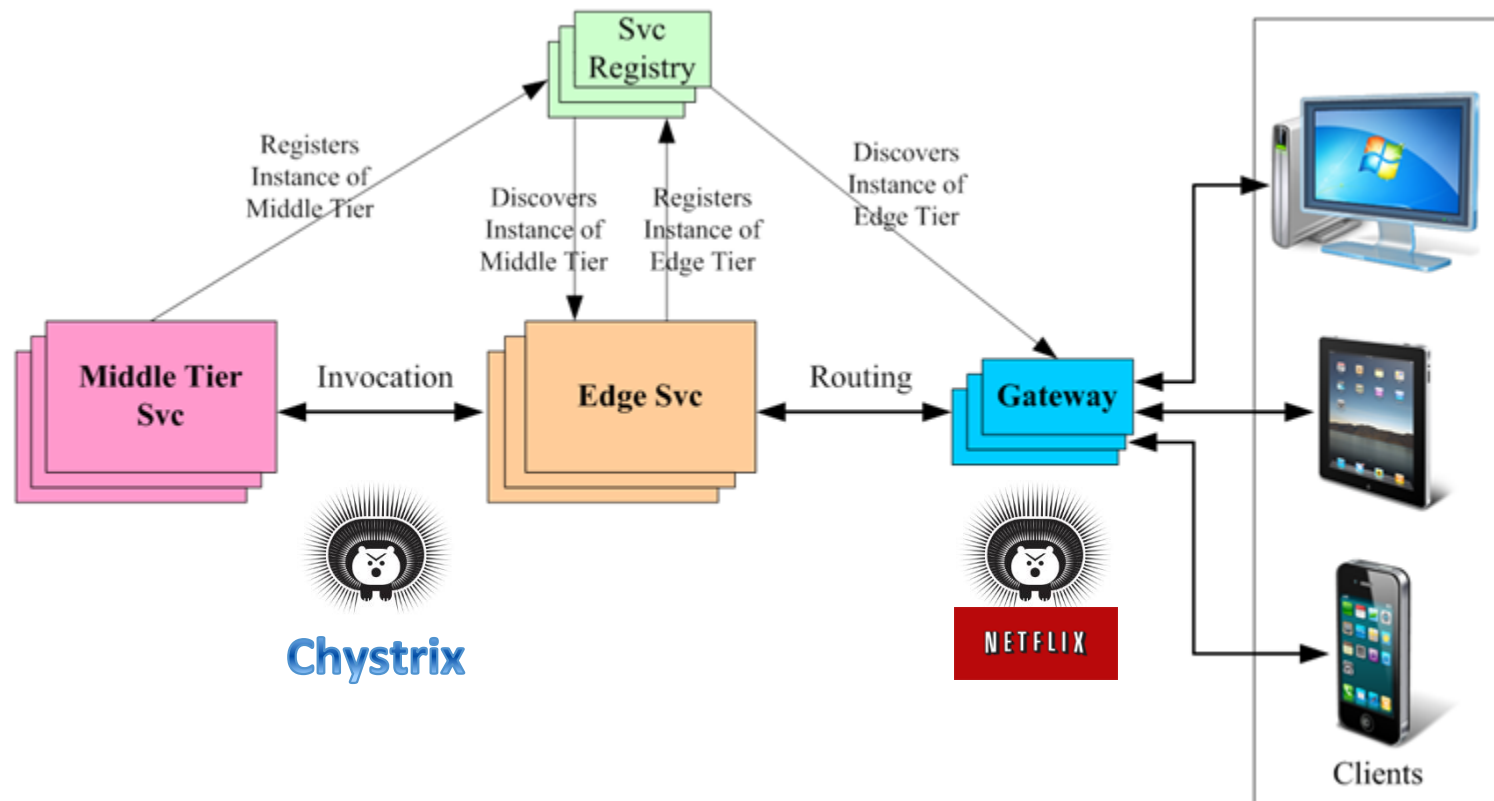 Svc
Registry
Registers
Instance of
Middle Tier
Discovers
Instance of
Middle Tier
Registers
Instance of
Edge Tier
Discovers
Instance of
Edge Tier
Middle Tier
Svc
Invocation
Edge Svc
Routing
Gateway
Chystrix
NETFLIX
Clients